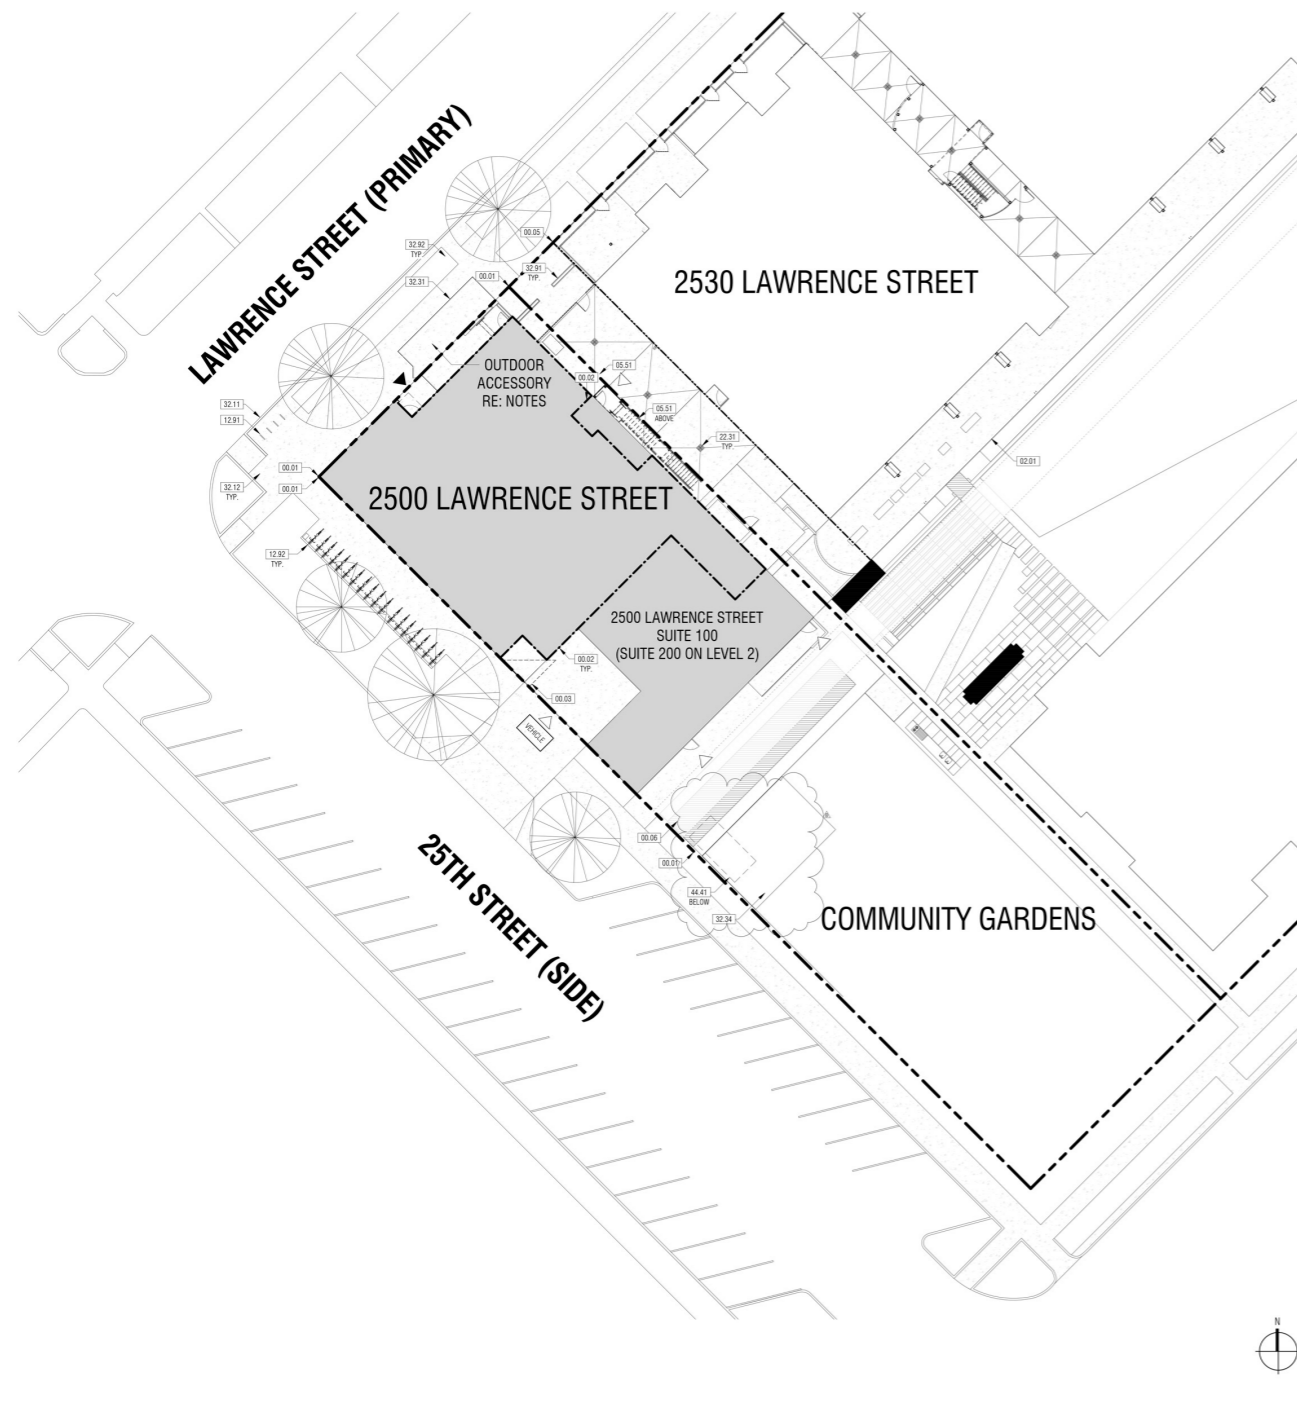 LAWRENCE STREET (PRIMARY)
00.05
32.92
TYP.
32.91
TYP.
00.01
32.31
2530 LAWRENCE STREET
OUTDOOR
ACCESSORY
RE: NOTES
05.51
00.02
05.51
ABOVE
32.11
12.91
22.31
TYP.
02.01
00.01
00.01
32.12
TYP.
2500 LAWRENCE STREET
12.92
TYP.
2500 LAWRENCE STREET
SUITE 100
(SUITE 200 ON LEVEL 2)
00.02
TYP.
00.03
VEHICLE
00.06
00.01
44.41
BELOW
32.34
COMMUNITY GARDENS
25TH STREET (SIDE)
N